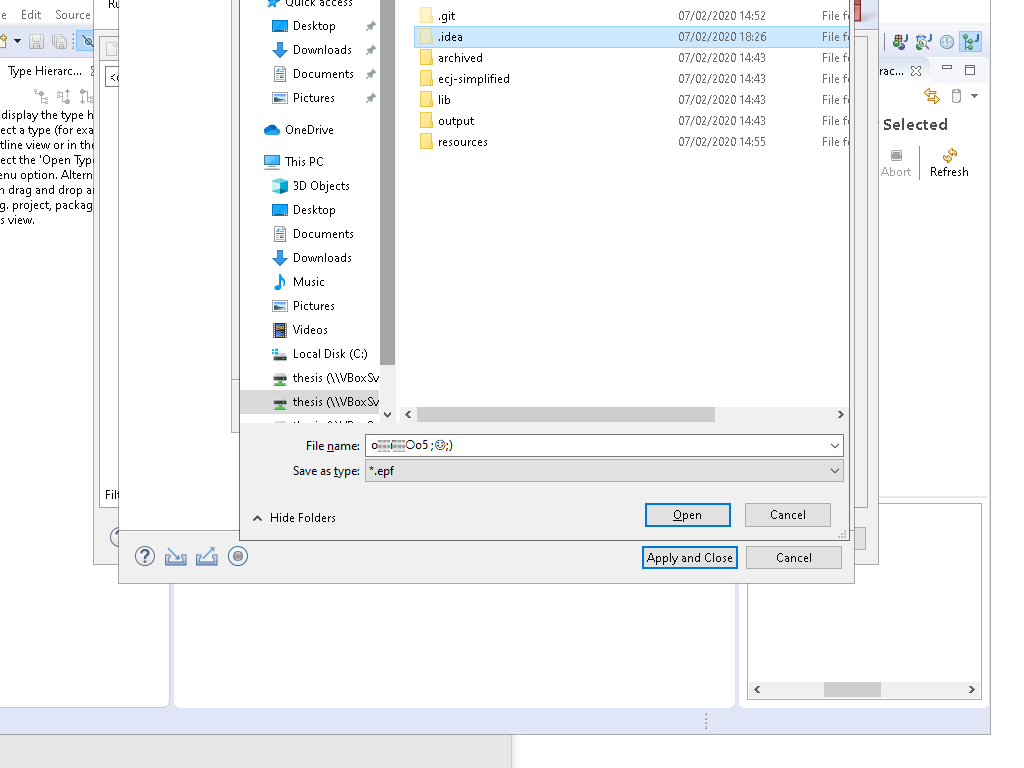 Edit Source
Type Hierarc...
display the type h
ect a type (for exa
tline view or in the
ect the 'Open Type
enu option. Altern
n drag and drop a
g. project, packag
s view.
Quick access
Desktop
Downloads
Documents
Pictures
OneDrive
This PC
3D Objects
Desktop
Documents
Downloads
Music
Pictures
Videos
Local Disk (C:)
thesis (\\VBoxSv
thesis (\\VBoxSv
.git 07/02/2020 14:52 File fo
.idea 07/02/2020 18:26 File fo
archived 07/02/2020 14:43 File fo
ecj-simplified 07/02/2020 14:43 File fo
lib 07/02/2020 14:43 File fo
output 07/02/2020 14:43 File fo
resources 07/02/2020 14:55 File fo
File name:
Save as type: *.epf
Hide Folders
Open Cancel
Filt
Apply and Close Cancel
rac...
Selected
Abort Refresh